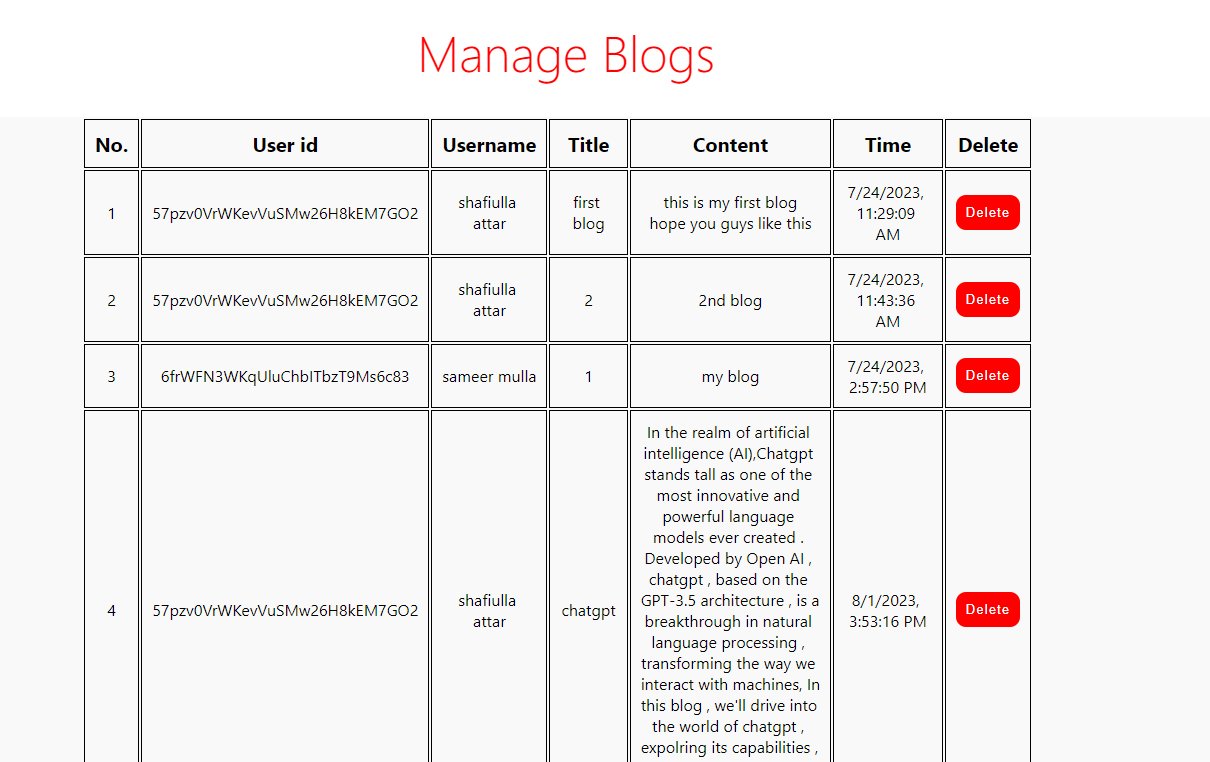 Manage Blogs
No. User id Username Title Content Time Delete
1 57pzv0VrWKevVuSMw26H8kEM7GO2 shafiulla attar first blog this is my first blog hope you guys like this 7/24/2023, 11:29:09 AM Delete
2 57pzv0VrWKevVuSMw26H8kEM7GO2 shafiulla attar 2 2nd blog 7/24/2023, 11:43:36 AM Delete
3 6frWFN3WKqUluChbITbzT9Ms6c83 sameer mulla 1 my blog 7/24/2023, 2:57:50 PM Delete
4 57pzv0VrWKevVuSMw26H8kEM7GO2 shafiulla attar chatgpt
In the realm of artificial
intelligence (AI),Chatgpt
stands tall as one of the
most innovative and
powerful language
models ever created .
Developed by Open AI ,
chatgpt , based on the
GPT-3.5 architecture , is a
breakthrough in natural
language processing ,
transforming the way we
interact with machines, In
this blog , we'll drive into
the world of chatgpt ,
expolring its capabilities ,
8/1/2023, 3:53:16 PM Delete